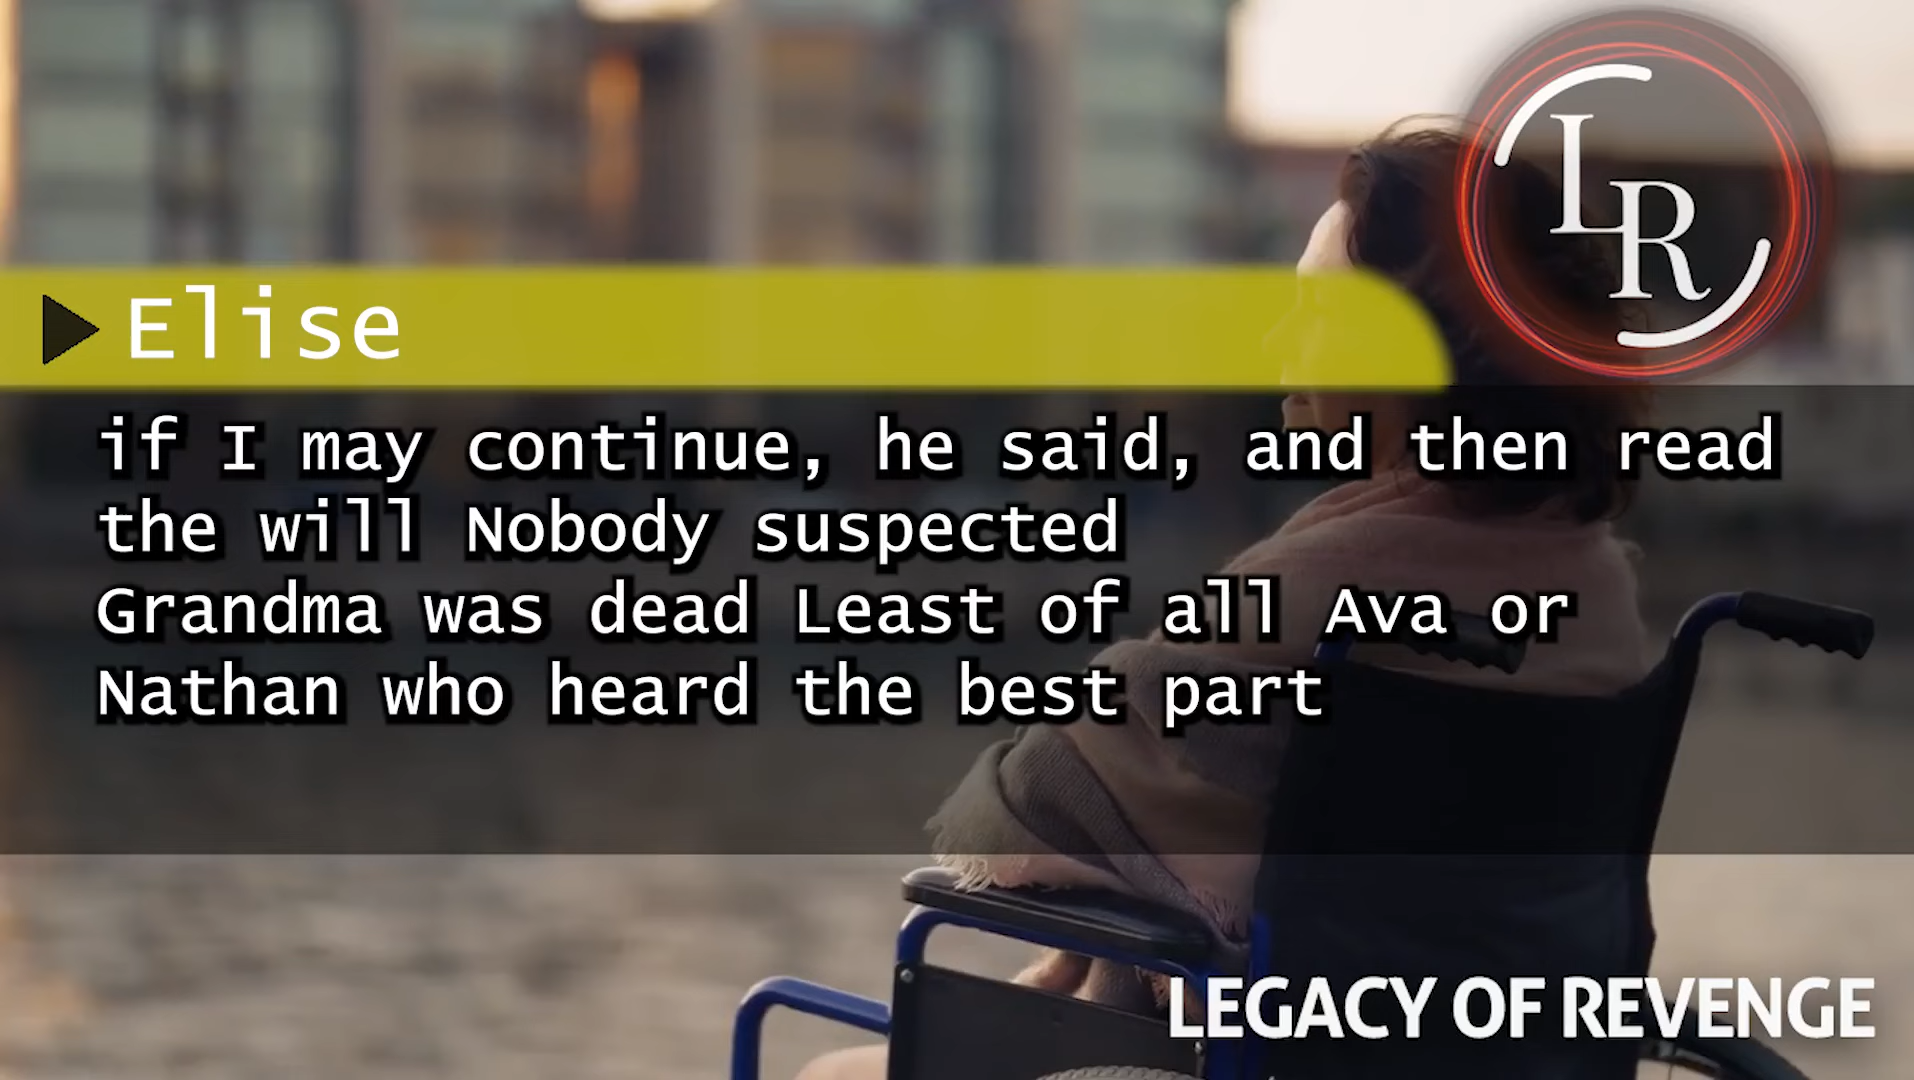 LR
Elise
if I may continue, he said, and then read
the will Nobody suspected
Grandma was dead Least of all Ava or
Nathan who heard the best part
LEGACY OF REVENGE